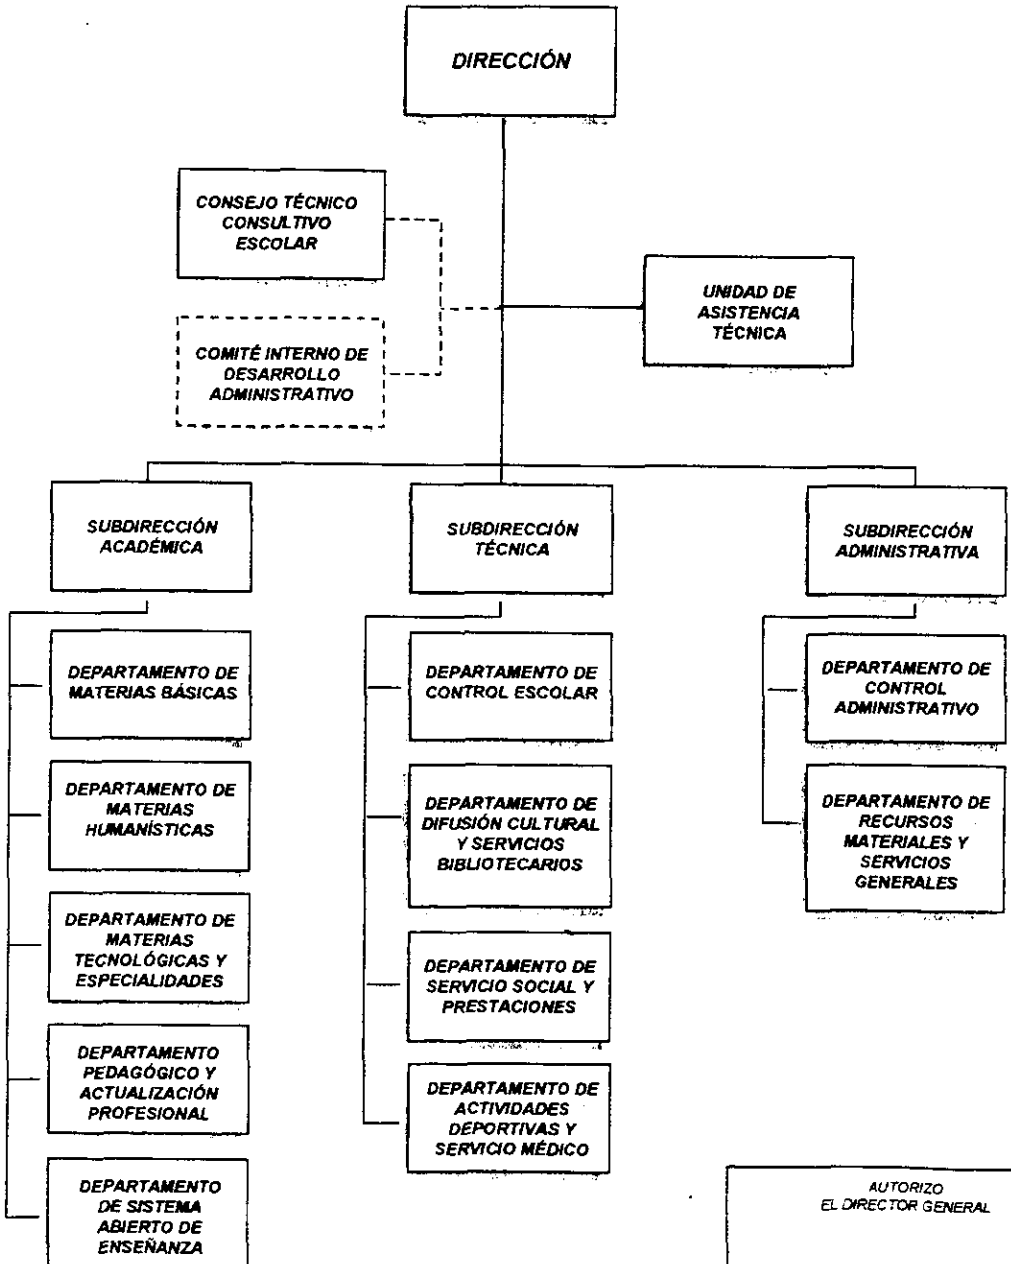 DIRECCIÓN
CONSEJO TÉCNICO
CONSULTIVO
ESCOLAR
UNIDAD DE
ASISTENCIA
TÉCNICA
COMITÉ INTERNO DE
DESARROLLO
ADMINISTRATIVO
SUBDIRECCIÓN
ACADÉMICA
DEPARTAMENTO DE
MATERIAS BÁSICAS
DEPARTAMENTO DE
MATERIAS
HUMANÍSTICAS
DEPARTAMENTO DE
MATERIAS
TECNOLÓGICAS Y
ESPECIALIDADES
DEPARTAMENTO
PEDAGÓGICO Y
ACTUALIZACIÓN
PROFESIONAL
DEPARTAMENTO
DE SISTEMA
ABIERTO DE
ENSEÑANZA
SUBDIRECCIÓN
TÉCNICA
DEPARTAMENTO DE
CONTROL ESCOLAR
DEPARTAMENTO DE
DIFUSIÓN CULTURAL
Y SERVICIOS
BIBLIOTECARIOS
DEPARTAMENTO DE
SERVICIO SOCIAL Y
PRESTACIONES
DEPARTAMENTO DE
ACTIVIDADES
DEPORTIVAS Y
SERVICIO MÉDICO
SUBDIRECCIÓN
ADMINISTRATIVA
DEPARTAMENTO DE
CONTROL
ADMINISTRATIVO
DEPARTAMENTO DE
RECURSOS
MATERIALES Y
SERVICIOS
GENERALES
AUTORIZO
EL DIRECTOR GENERAL